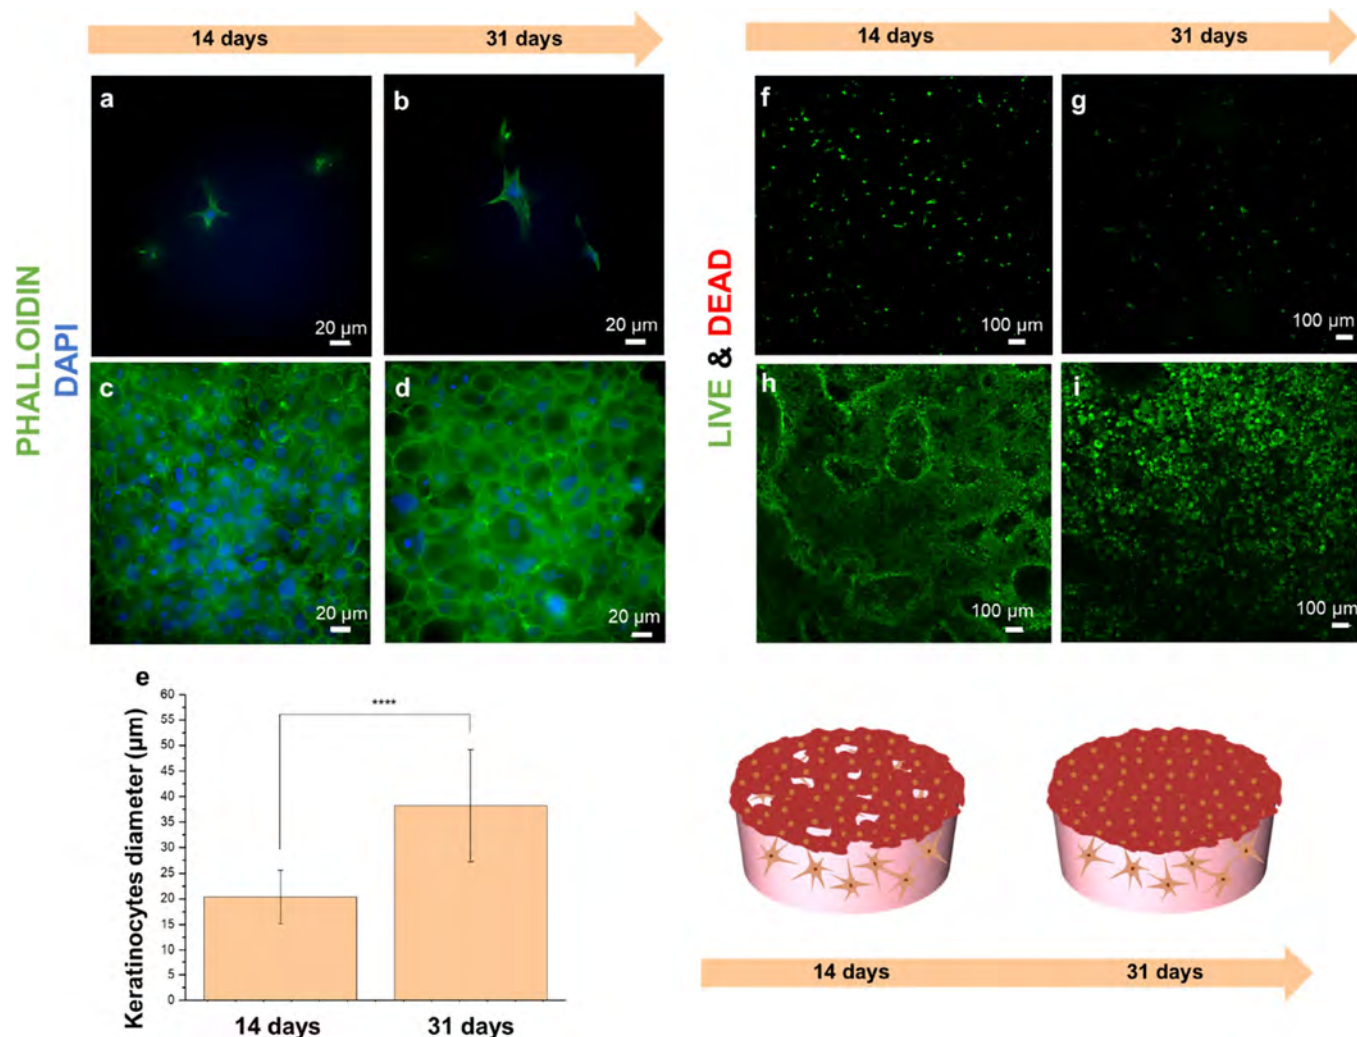 14 days
31 days
14 days
31 days
PHALLOIDIN
DAPI
a
20 µm
b
20 µm
c
20 µm
d
20 µm
LIVE & DEAD
f
100 µm
g
100 µm
h
100 µm
i
100 µm
e
Keratinocytes diameter (µm)
60
55
50
45
40
35
30
25
20
15
10
5
0
****
14 days
31 days
14 days
31 days